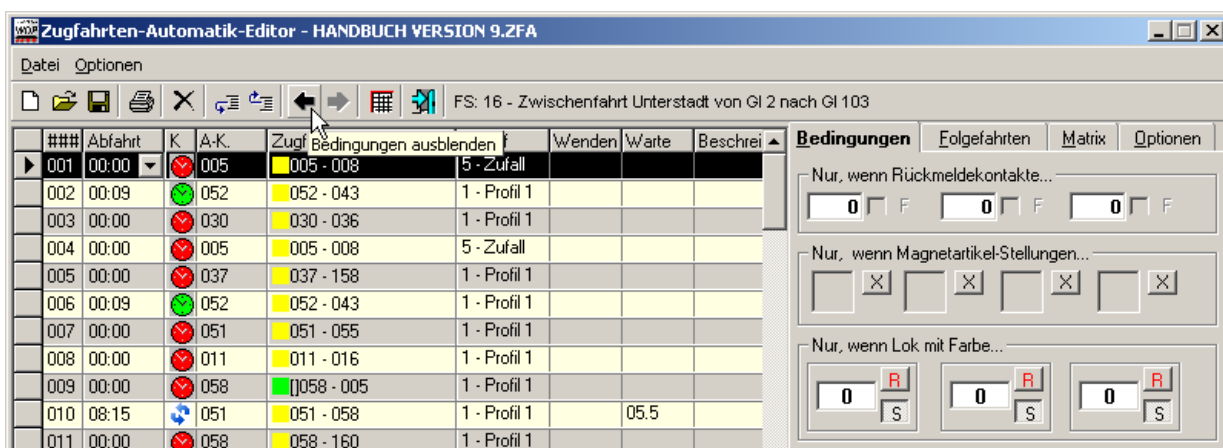 WDP Zugfahrten-Automatik-Editor - HANDBUCH VERSION 9.ZFA
Datei Optionen
FS: 16 - Zwischenfahrt Unterstadt von Gl 2 nach Gl 103
### Abfahrt K. A-K. Zugf Wenden Warte Beschrei
Bedingungen ausblenden
001 00:00 005 005 - 008 5 - Zufall
002 00:09 052 052 - 043 1 - Profil 1
003 00:00 030 030 - 036 1 - Profil 1
004 00:00 005 005 - 008 5 - Zufall
005 00:00 037 037 - 158 1 - Profil 1
006 00:09 052 052 - 043 1 - Profil 1
007 00:00 051 051 - 055 1 - Profil 1
008 00:00 011 011 - 016 1 - Profil 1
009 00:00 058 []058 - 005 1 - Profil 1
010 08:15 051 051 - 058 1 - Profil 1 05.5
011 00:00 058 058 - 160 1 - Profil 1
Bedingungen Folgefahrten Matrix Optionen
Nur, wenn Rückmeldekontakte...
0 F 0 F 0 F
Nur, wenn Magnetartikel-Stellungen...
X X X X
Nur, wenn Lok mit Farbe...
0 R S 0 R S 0 R S